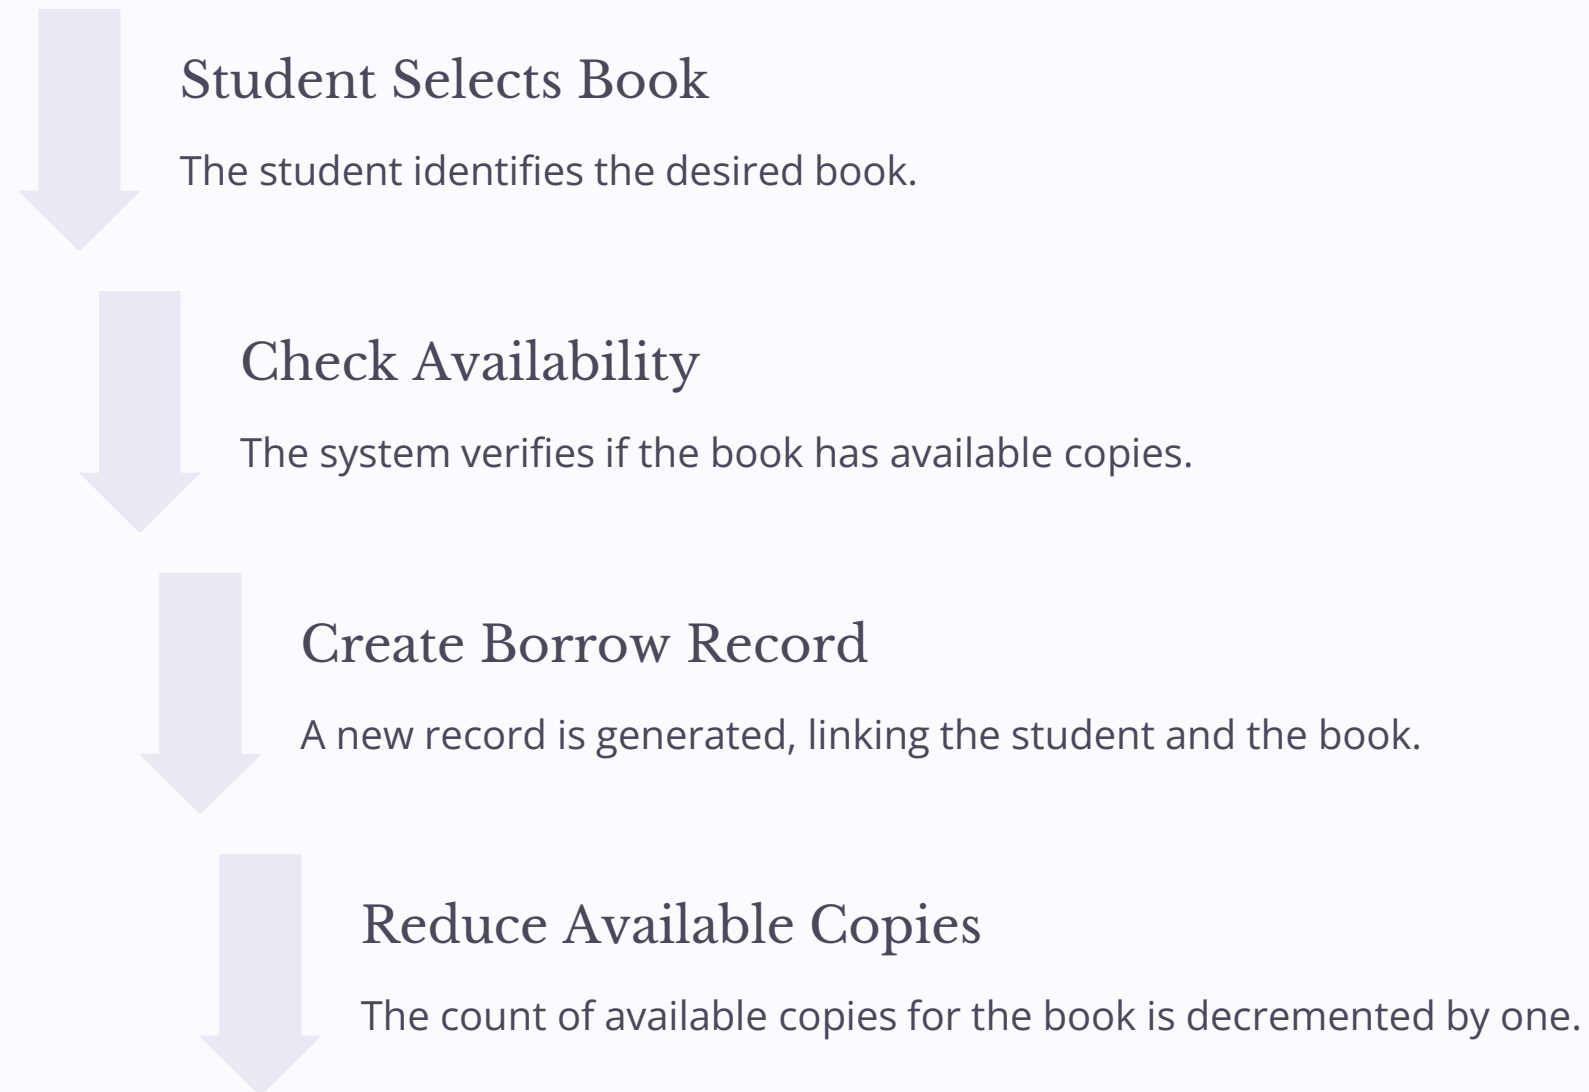 Student Selects Book
The student identifies the desired book.
Check Availability
The system verifies if the book has available copies.
Create Borrow Record
A new record is generated, linking the student and the book.
Reduce Available Copies
The count of available copies for the book is decremented by one.